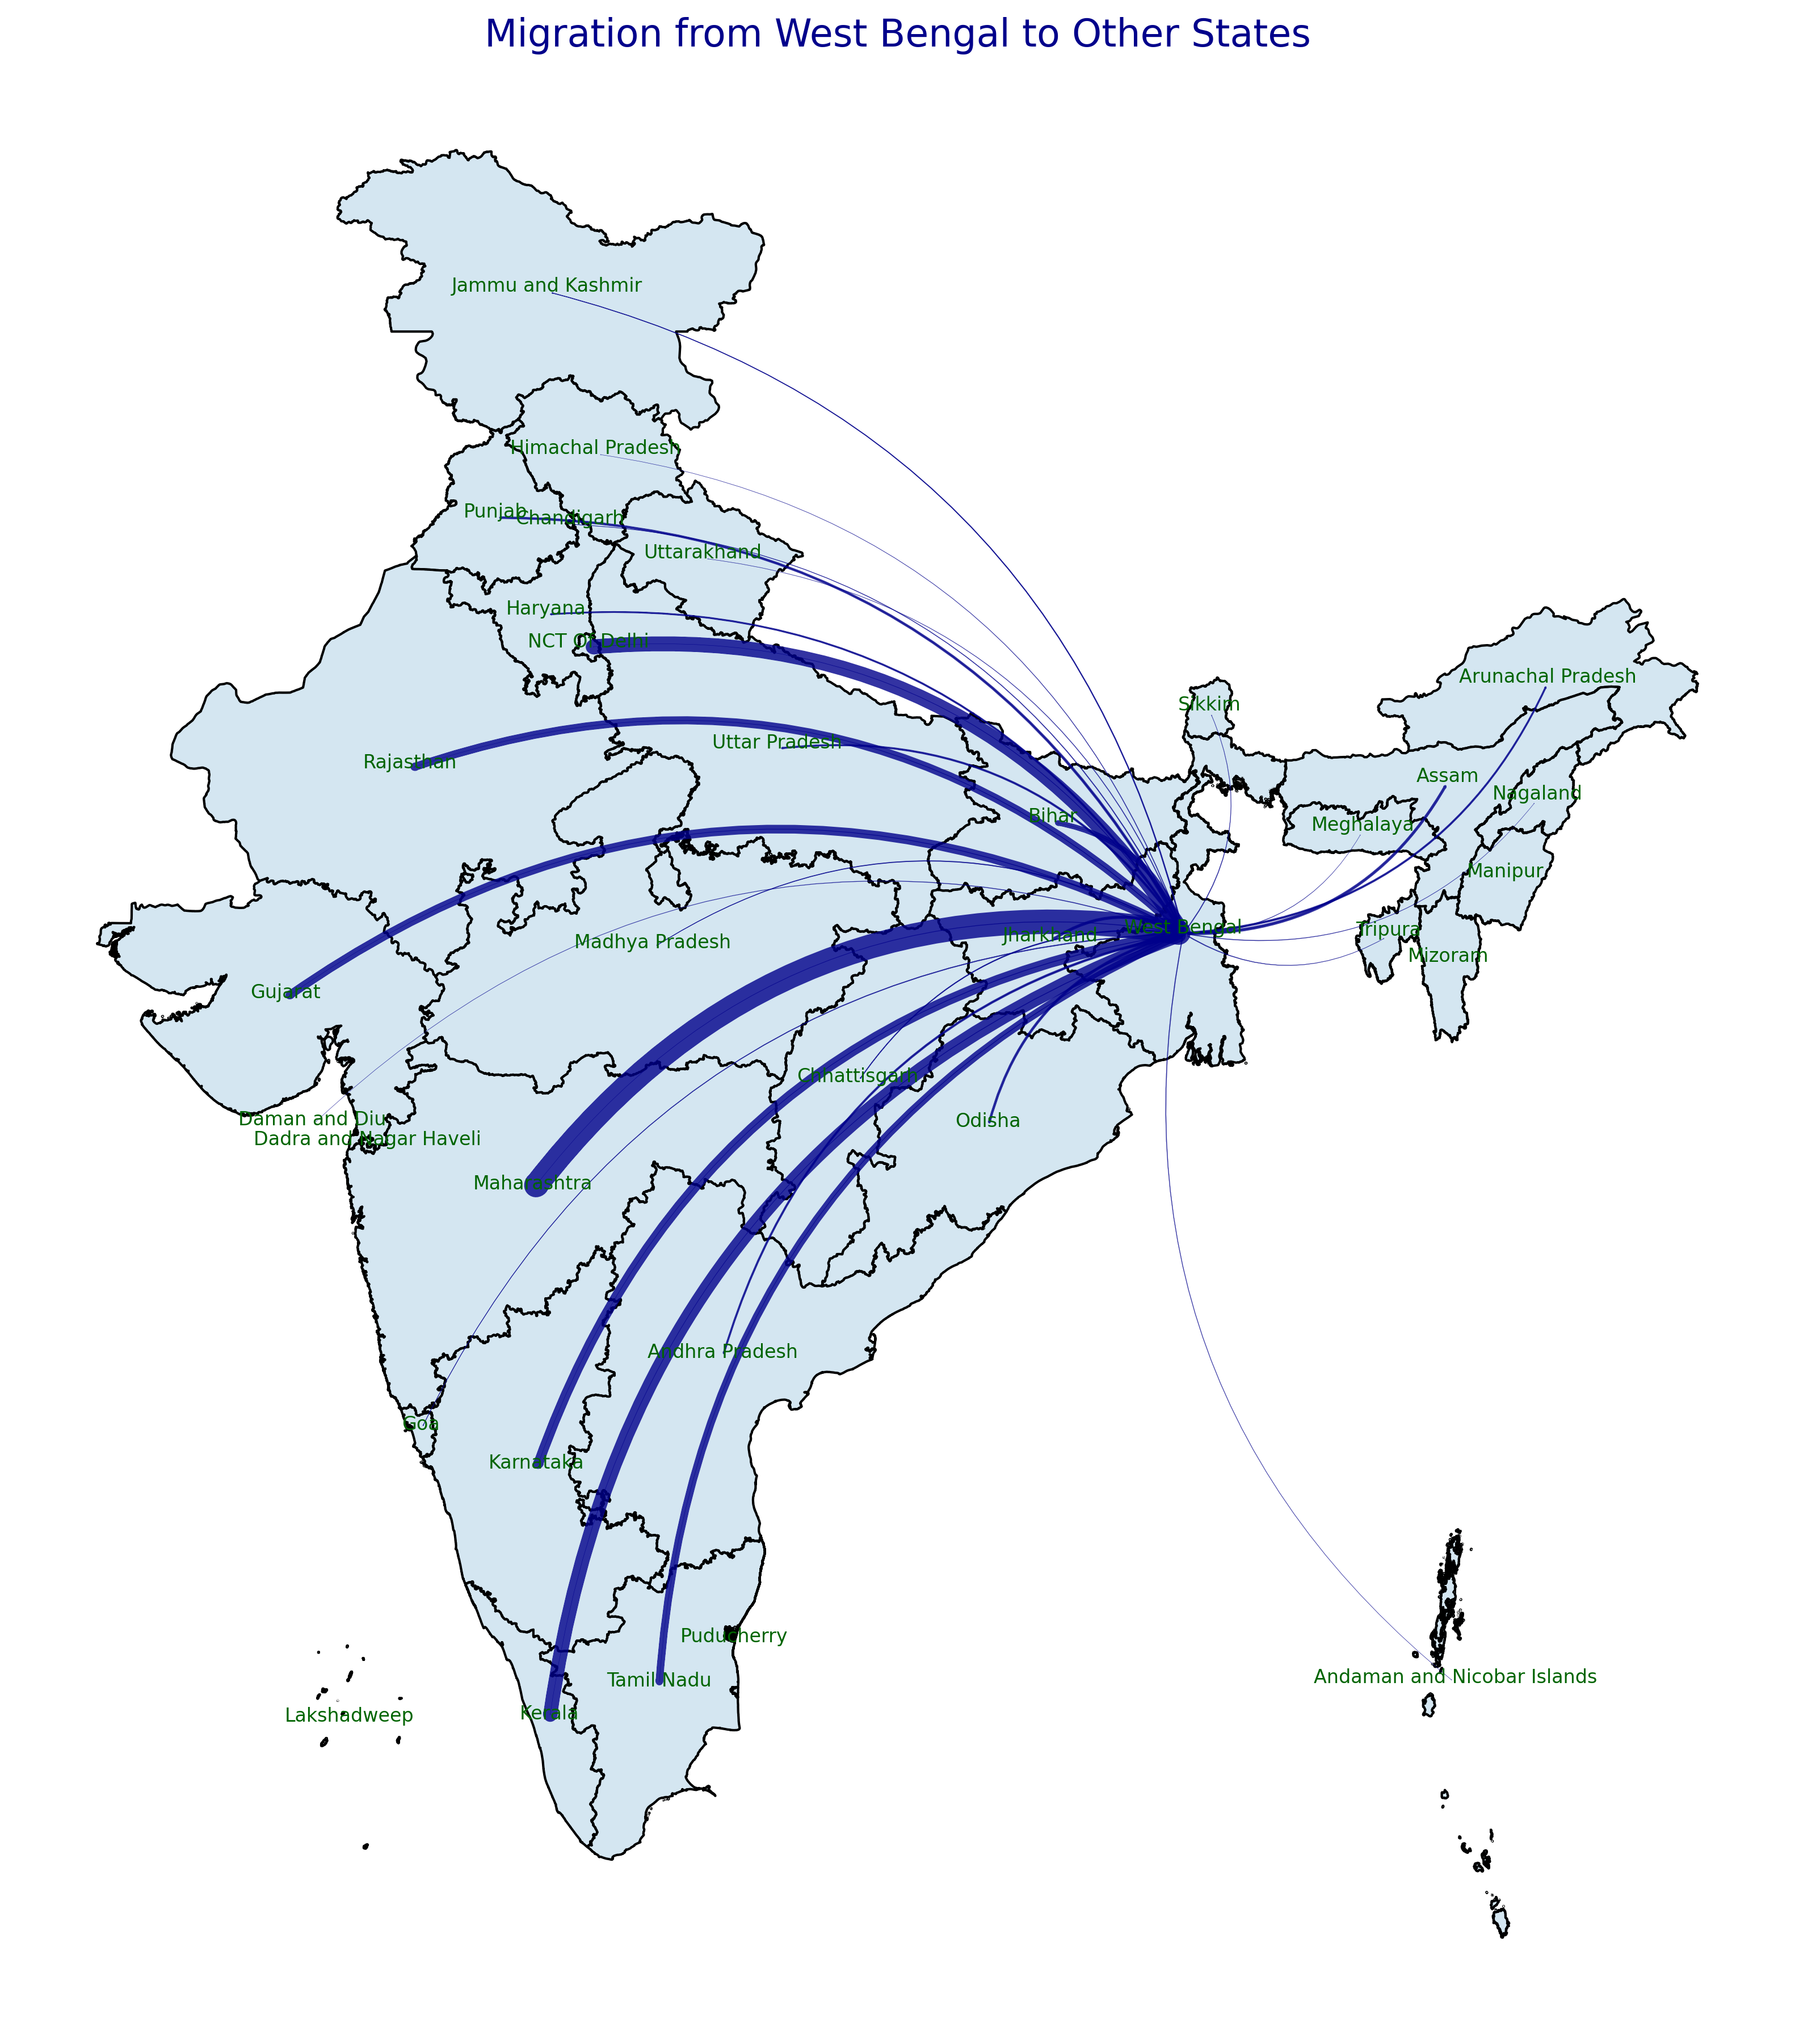 Migration from West Bengal to Other States
Jammu and Kashmir
Himachal Pradesh
Punjab
Chandigarh
Uttarakhand
Haryana
NCT Of Delhi
Arunachal Pradesh
Sikkim
Uttar Pradesh
Rajasthan
Assam
Nagaland
Bihar
Meghalaya
Manipur
West Bengal
Tripura
Jharkhand
Madhya Pradesh
Mizoram
Gujarat
Chhattisgarh
Daman and Diu
Odisha
Dadra and Nagar Haveli
Maharashtra
Andhra Pradesh
Goa
Karnataka
Puducherry
Andaman and Nicobar Islands
Tamil Nadu
Kerala
Lakshadweep